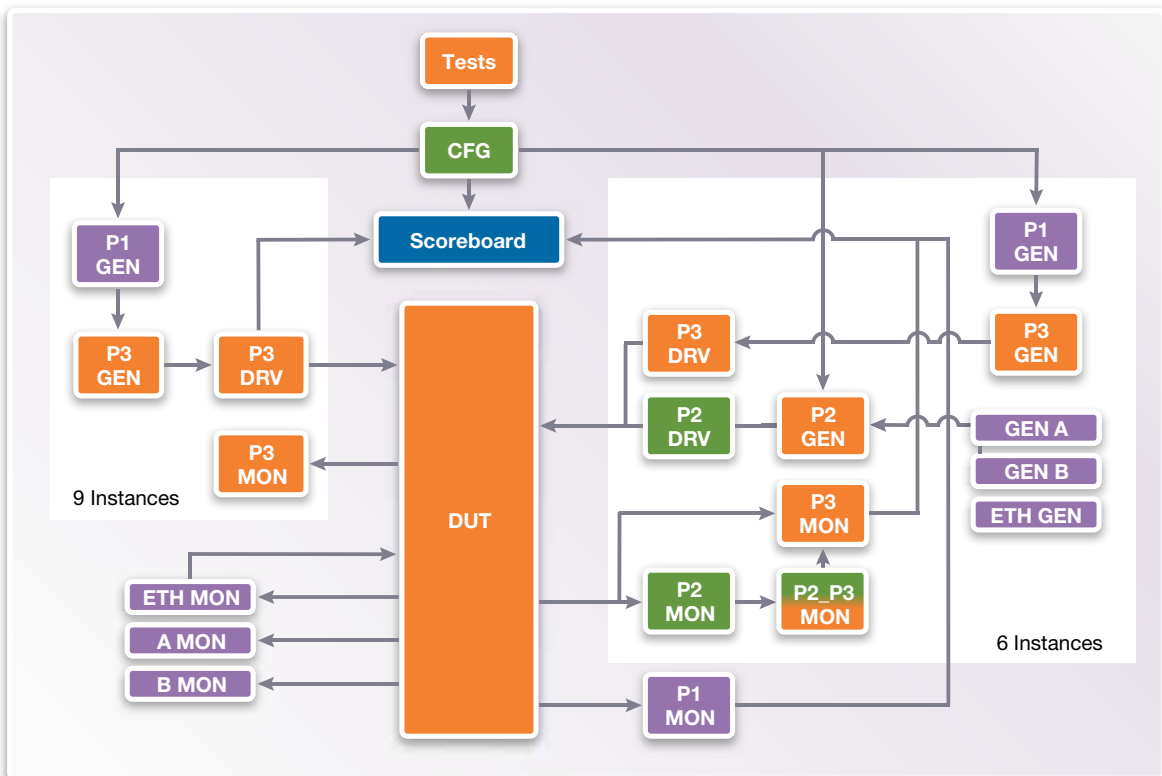 Tests
CFG
Scoreboard
P1
GEN
P3
GEN
P3
DRV
P3
MON
9 Instances
DUT
ETH MON
A MON
B MON
P1
GEN
P3
GEN
P3
DRV
P2
DRV
P2
GEN
GEN A
GEN B
ETH GEN
P3
MON
P2
MON
P2_P3
MON
6 Instances
P1
MON